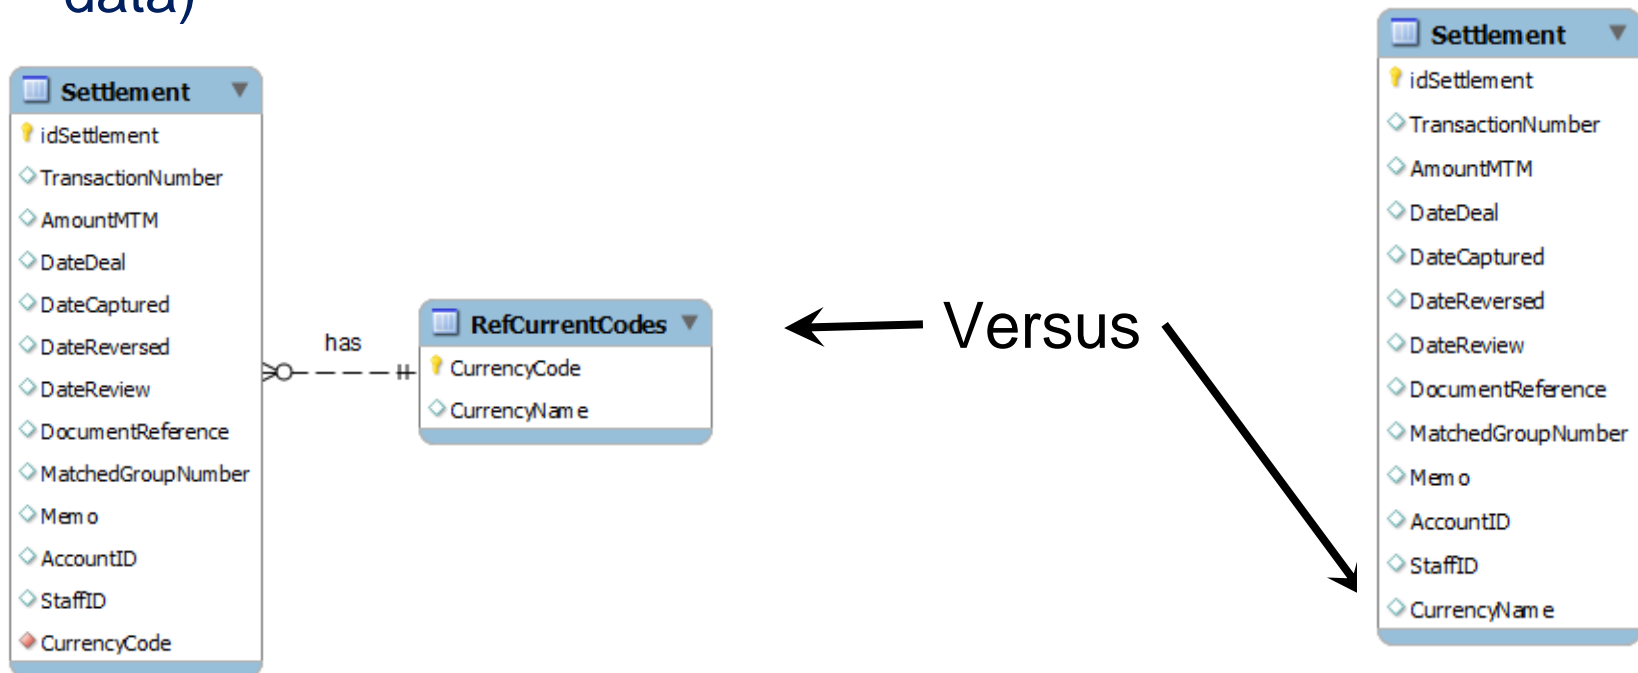 data)
Settlement
idSettlement
TransactionNumber
AmountMTM
DateDeal
DateCaptured
DateReversed
DateReview
DocumentReference
MatchedGroupNumber
Memo
AccountID
StaffID
CurrencyCode
has
RefCurrentCodes
CurrencyCode
CurrencyName
Versus
Settlement
idSettlement
TransactionNumber
AmountMTM
DateDeal
DateCaptured
DateReversed
DateReview
DocumentReference
MatchedGroupNumber
Memo
AccountID
StaffID
CurrencyName